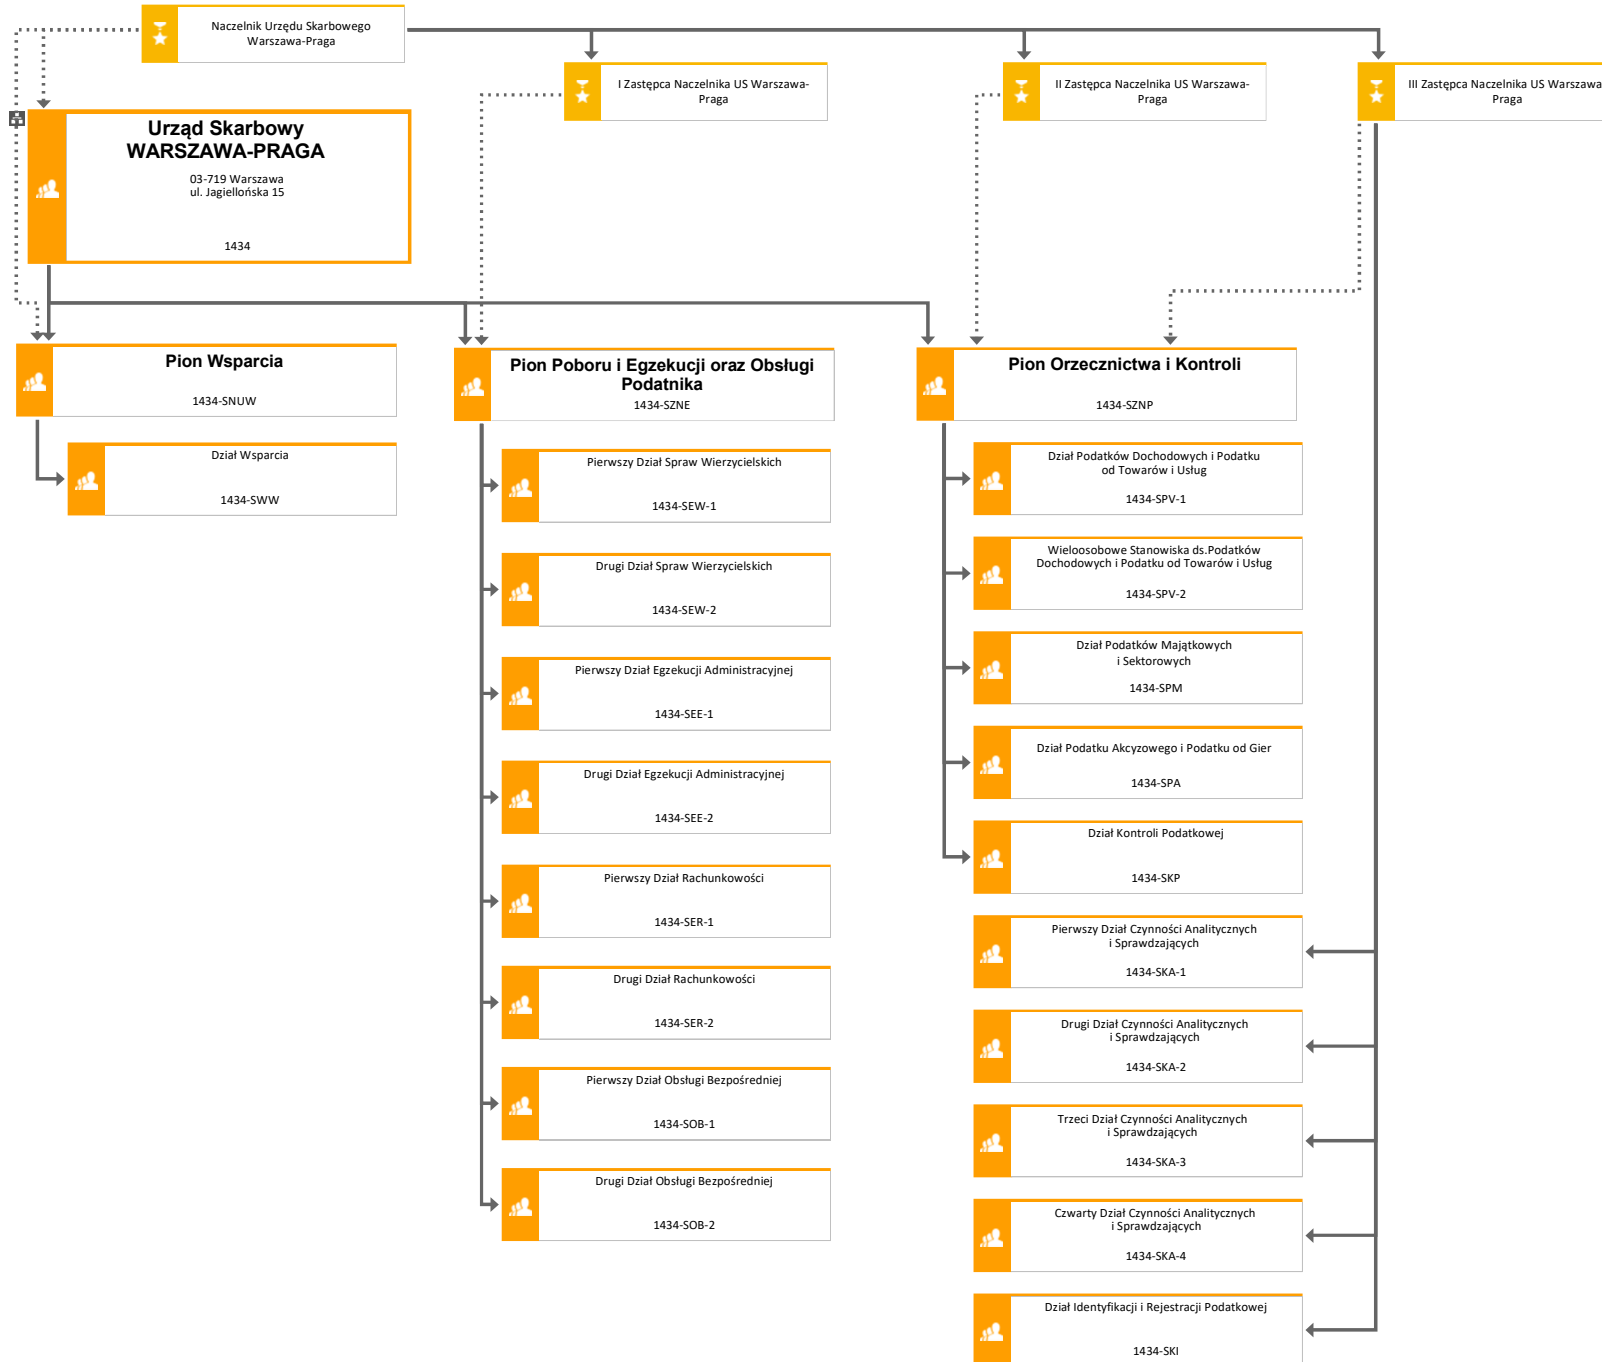 Naczelnik Urzędu Skarbowego
Warszawa-Praga
I Zastępca Naczelnika US Warszawa-
Praga
II Zastępca Naczelnika US Warszawa-
Praga
III Zastępca Naczelnika US Warszawa
Praga
Urząd Skarbowy
WARSZAWA-PRAGA
03-719 Warszawa
ul. Jagiellońska 15
1434
Pion Wsparcia
1434-SNUW
Dział Wsparcia
1434-SWW
Pion Poboru i Egzekucji oraz Obsługi
Podatnika
1434-SZNE
Pierwszy Dział Spraw Wierzycielskich
1434-SEW-1
Drugi Dział Spraw Wierzycielskich
1434-SEW-2
Pierwszy Dział Egzekucji Administracyjnej
1434-SEE-1
Drugi Dział Egzekucji Administracyjnej
1434-SEE-2
Pierwszy Dział Rachunkowości
1434-SER-1
Drugi Dział Rachunkowości
1434-SER-2
Pierwszy Dział Obsługi Bezpośredniej
1434-SOB-1
Drugi Dział Obsługi Bezpośredniej
1434-SOB-2
Pion Orzecznictwa i Kontroli
1434-SZNP
Dział Podatków Dochodowych i Podatku
od Towarów i Usług
1434-SPV-1
Wieloosobowe Stanowiska ds.Podatków
Dochodowych i Podatku od Towarów i Usług
1434-SPV-2
Dział Podatków Majątkowych
i Sektorowych
1434-SPM
Dział Podatku Akcyzowego i Podatku od Gier
1434-SPA
Dział Kontroli Podatkowej
1434-SKP
Pierwszy Dział Czynności Analitycznych
i Sprawdzających
1434-SKA-1
Drugi Dział Czynności Analitycznych
i Sprawdzających
1434-SKA-2
Trzeci Dział Czynności Analitycznych
i Sprawdzających
1434-SKA-3
Czwarty Dział Czynności Analitycznych
i Sprawdzających
1434-SKA-4
Dział Identyfikacji i Rejestracji Podatkowej
1434-SKI